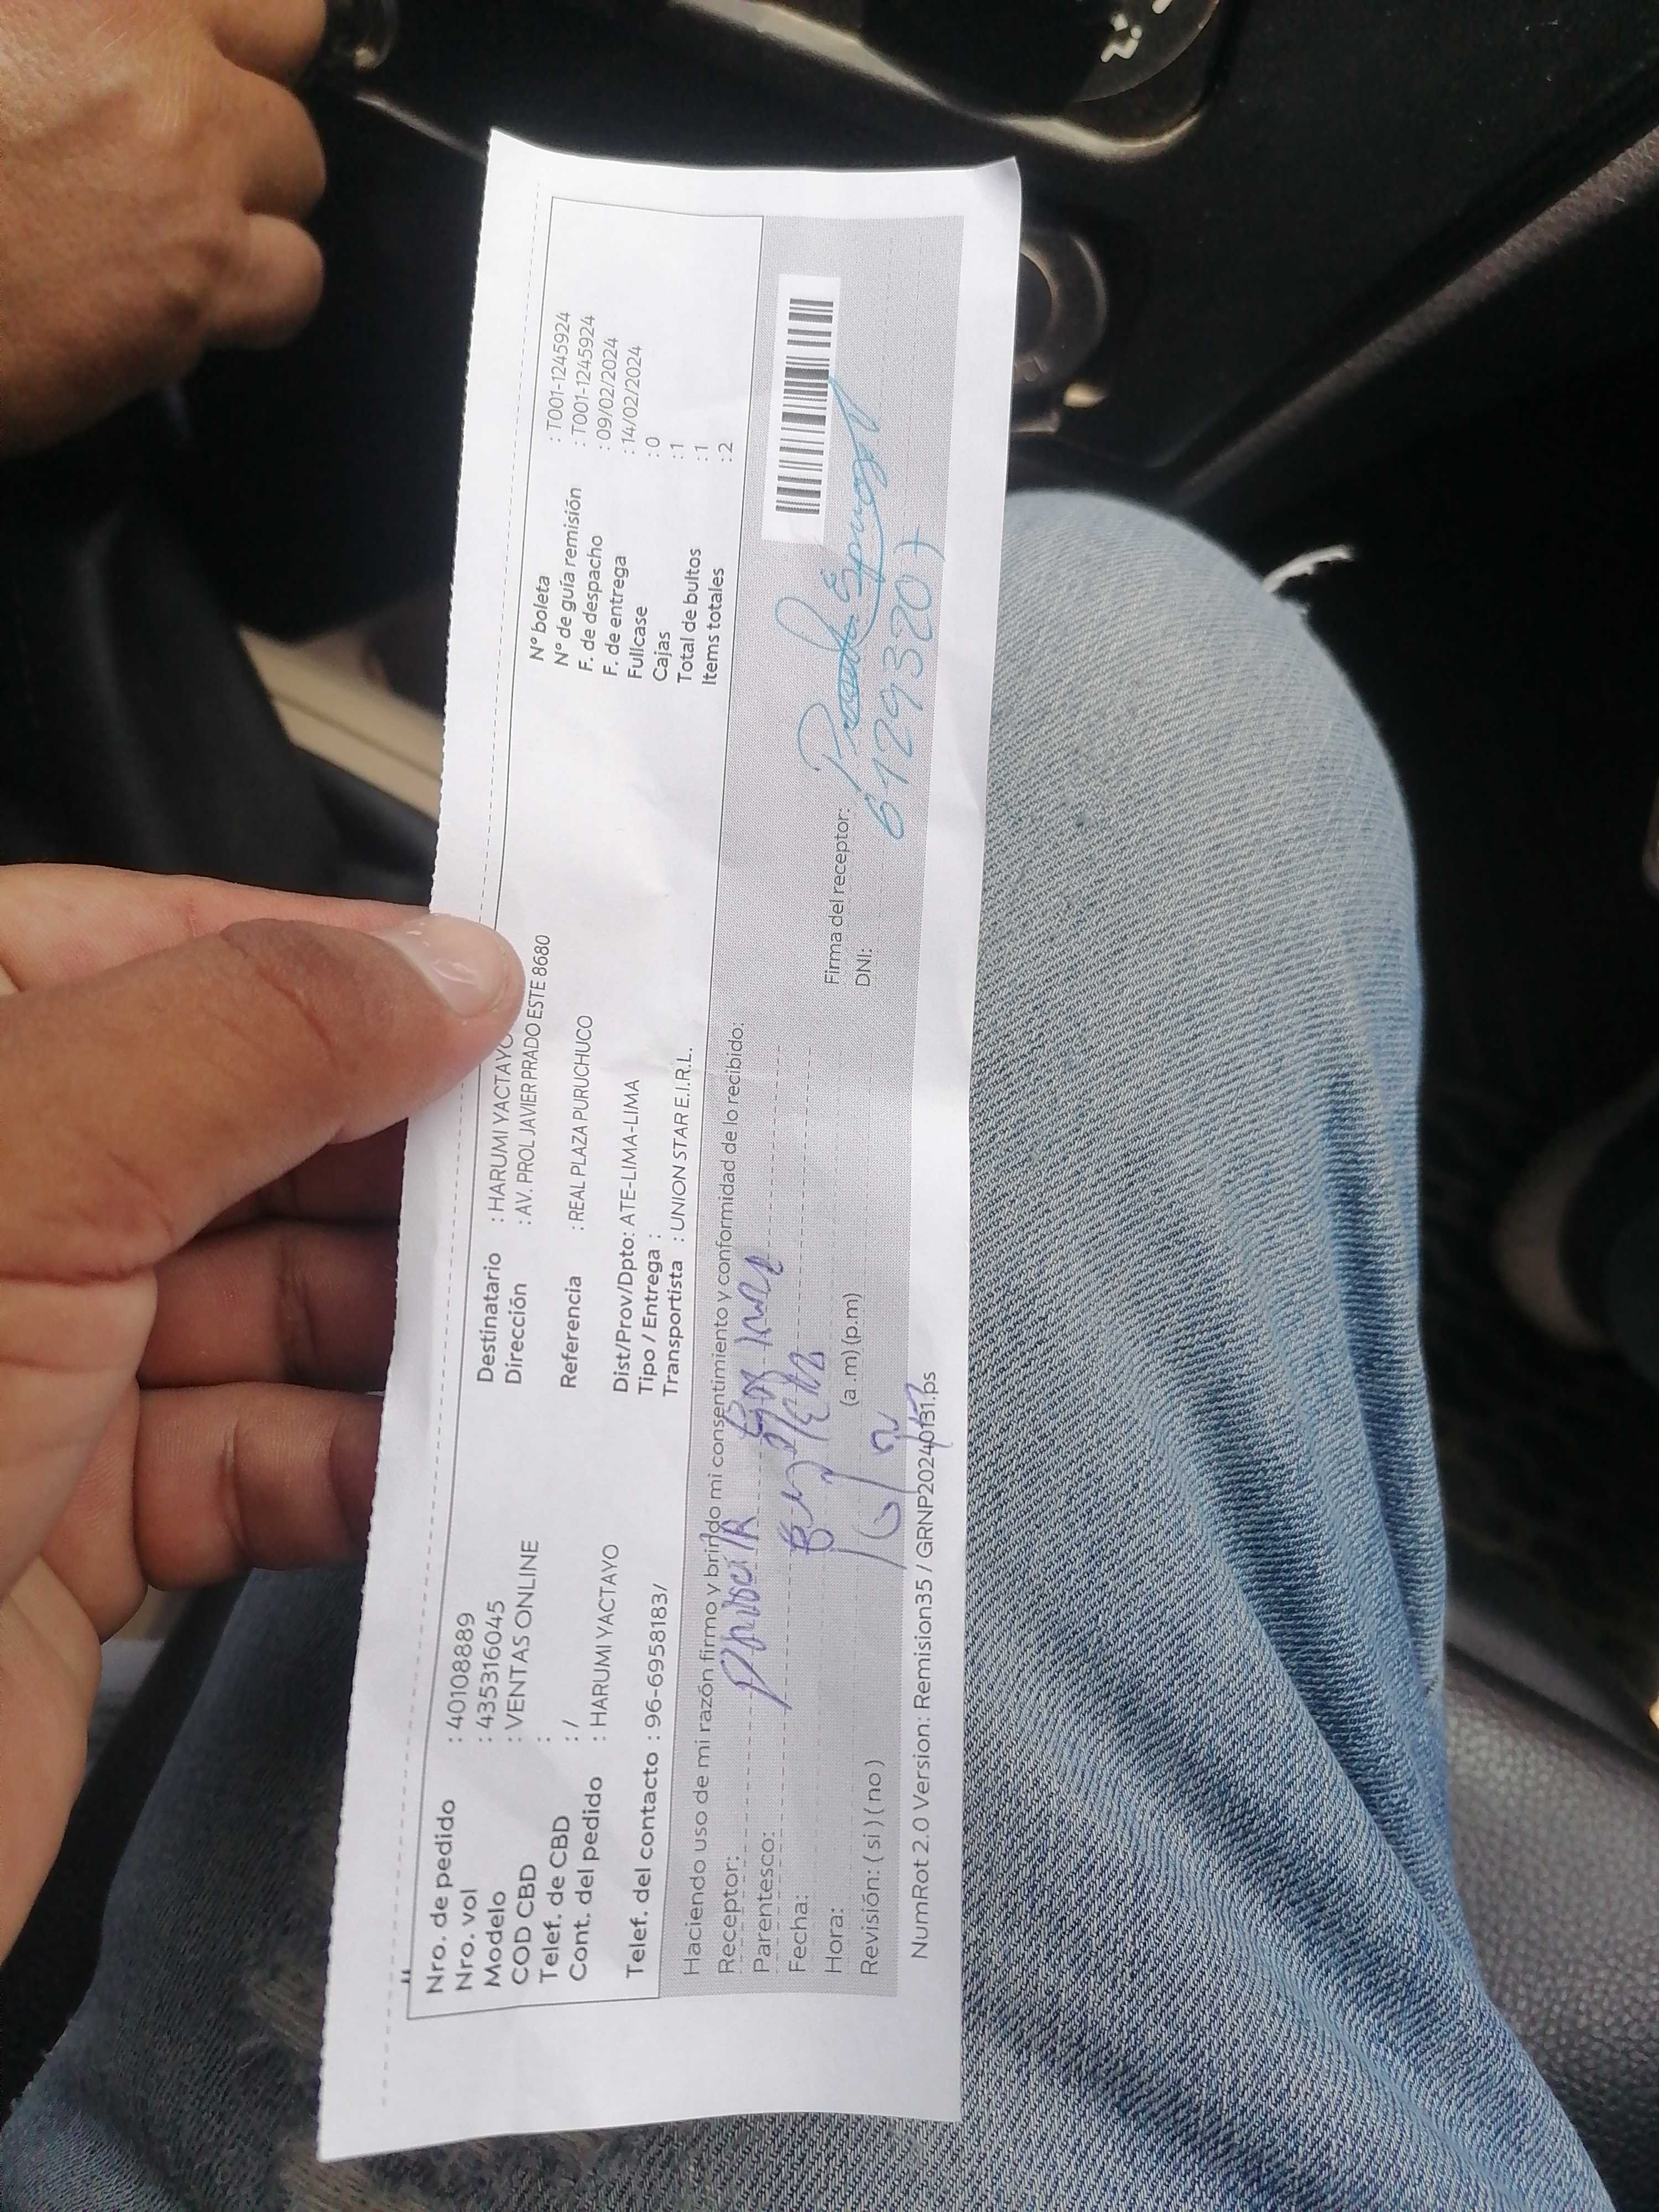 Nro. de pedido : 40108889
Nro. vol : 435316045
Modelo : VENTAS ONLINE
COD CBD :
Telef. de CBD : /
Cont. del pedido : HARUMI YACTAYO
Telef. del contacto : 96-6958183/
Destinatario : HARUMI YACTAYO
Dirección : AV. PROL JAVIER PRADO ESTE 8680
Referencia : REAL PLAZA PURUCHUCO
Dist/Prov/Dpto: ATE-LIMA-LIMA
Tipo / Entrega :
Transportista : UNION STAR E.I.R.L.
N° boleta : T001-1245924
N° de guía remisión : T001-1245924
F. de despacho : 09/02/2024
F. de entrega : 14/02/2024
Fullcase : 0
Cajas : 1
Total de bultos : 1
Items totales : 2
Haciendo uso de mi razón firmo y brindo mi consentimiento y conformidad de lo recibido.
Receptor:
Parentesco:
Fecha:
Hora: (a.m) (p.m)
Revisión: ( si ) ( no )
Firma del receptor:
DNI: 61293207
NumRot 2.0 Version: Remision35 / GRNP20240131.ps